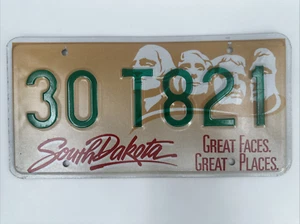 30 T821
South Dakota
GREAT FACES.
GREAT PLACES.